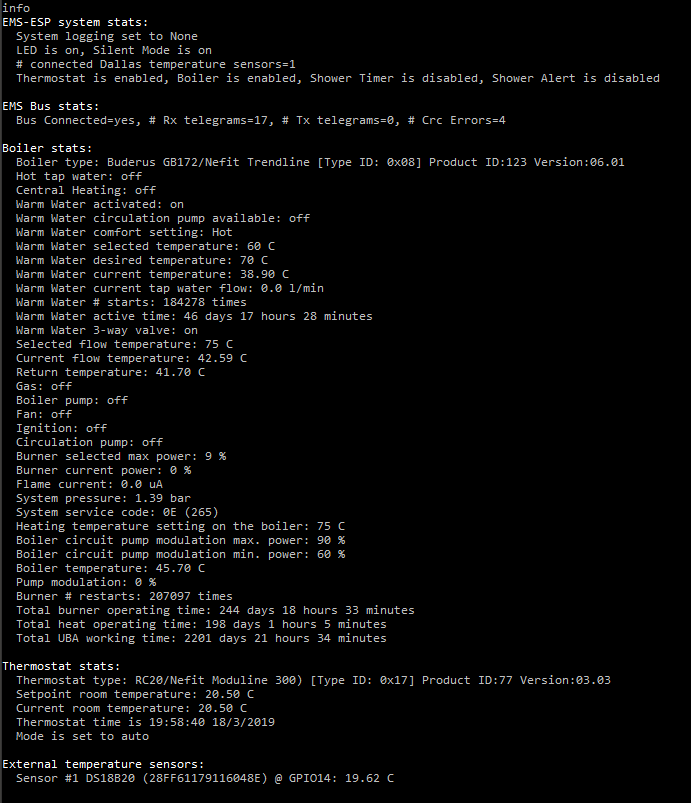 info
EMS-ESP system stats:
System logging set to None
LED is on, Silent Mode is on
# connected Dallas temperature sensors=1
Thermostat is enabled, Boiler is enabled, Shower Timer is disabled, Shower Alert is disabled
EMS Bus stats:
Bus Connected=yes, # Rx telegrams=17, # Tx telegrams=0, # Crc Errors=4
Boiler stats:
Boiler type: Buderus GB172/Nefit Trendline [Type ID: 0x08] Product ID:123 Version:06.01
Hot tap water: off
Central Heating: off
Warm Water activated: on
Warm Water circulation pump available: off
Warm Water comfort setting: Hot
Warm Water selected temperature: 60 C
Warm Water desired temperature: 70 C
Warm Water current temperature: 38.90 C
Warm Water current tap water flow: 0.0 l/min
Warm Water # starts: 184278 times
Warm Water active time: 46 days 17 hours 28 minutes
Warm Water 3-way valve: on
Selected flow temperature: 75 C
Current flow temperature: 42.59 C
Return temperature: 41.70 C
Gas: off
Boiler pump: off
Fan: off
Ignition: off
Circulation pump: off
Burner selected max power: 9 %
Burner current power: 0 %
Flame current: 0.0 uA
System pressure: 1.39 bar
System service code: 0E (265)
Heating temperature setting on the boiler: 75 C
Boiler circuit pump modulation max. power: 90 %
Boiler circuit pump modulation min. power: 60 %
Boiler temperature: 45.70 C
Pump modulation: 0 %
Burner # restarts: 207097 times
Total burner operating time: 244 days 18 hours 33 minutes
Total heat operating time: 198 days 1 hours 5 minutes
Total UBA working time: 2201 days 21 hours 34 minutes
Thermostat stats:
Thermostat type: RC20/Nefit Moduline 300) [Type ID: 0x17] Product ID:77 Version:03.03
Setpoint room temperature: 20.50 C
Current room temperature: 20.50 C
Thermostat time is 19:58:40 18/3/2019
Mode is set to auto
External temperature sensors:
Sensor #1 DS18B20 (28FF61179116048E) @ GPIO14: 19.62 C